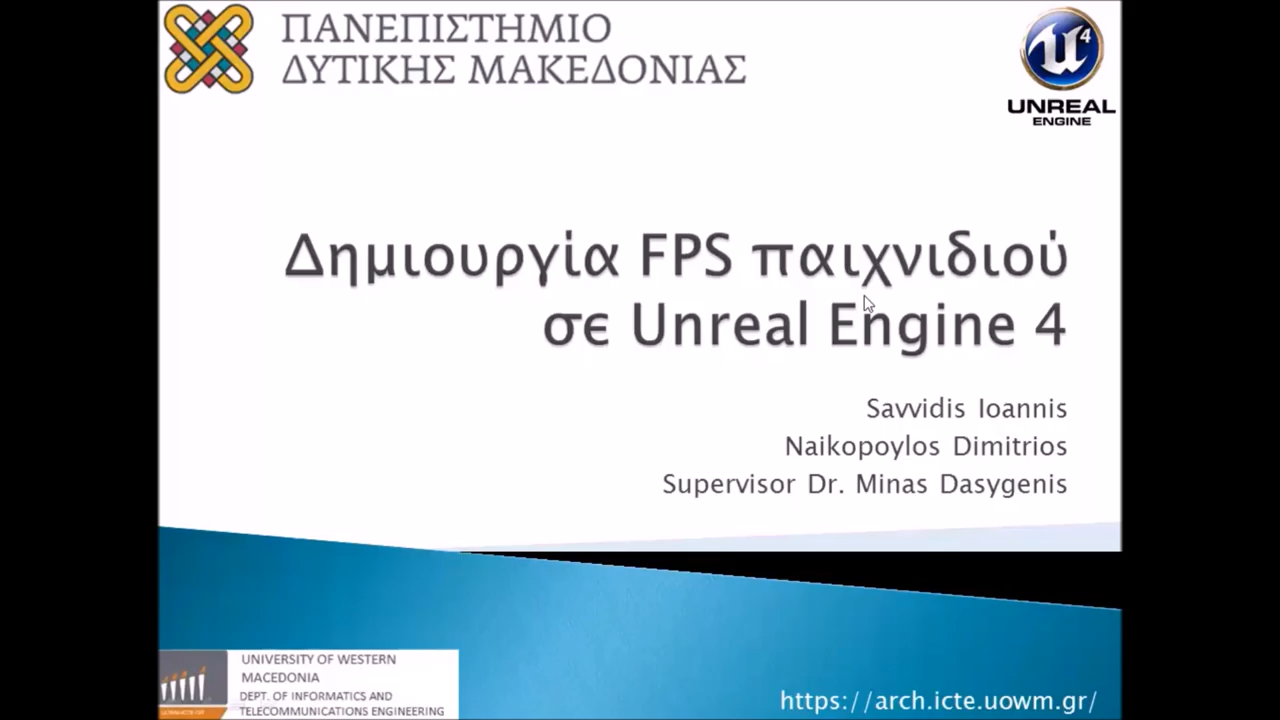 ΠΑΝΕΠΙΣΤΗΜΙΟ
ΔΥΤΙΚΗΣ ΜΑΚΕΔΟΝΙΑΣ
u 4
UNREAL
ENGINE
Δημιουργία FPS παιχνιδιού
σε Unreal Engine 4
Savvidis Ioannis
Naikopoylos Dimitrios
Supervisor Dr. Minas Dasygenis
UNIVERSITY OF WESTERN
MACEDONIA
DEPT. OF INFORMATICS AND
TELECOMMUNICATIONS ENGINEERING
https://arch.icte.uowm.gr/